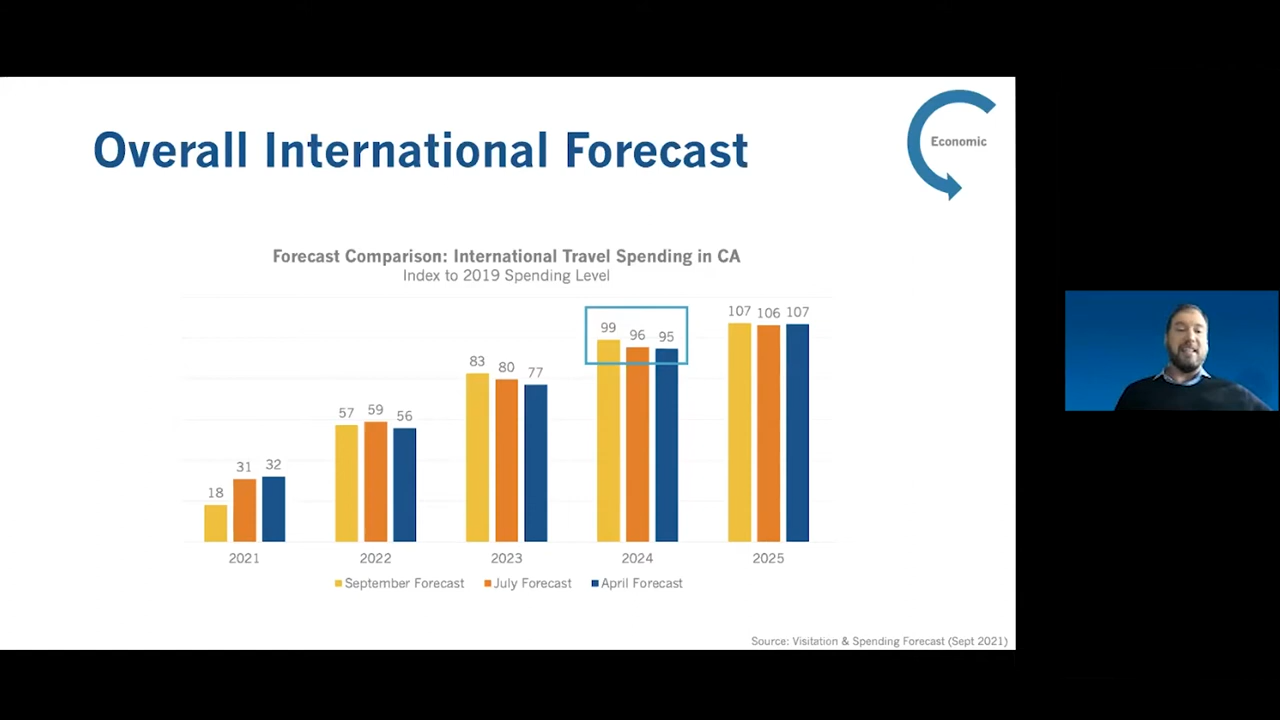 Economic
Overall International Forecast
Forecast Comparison: International Travel Spending in CA
Index to 2019 Spending Level
18 31 32
57 59 56
83 80 77
99 96 95
107 106 107
2021 2022 2023 2024 2025
September Forecast July Forecast April Forecast
Source: Visitation & Spending Forecast (Sept 2021)